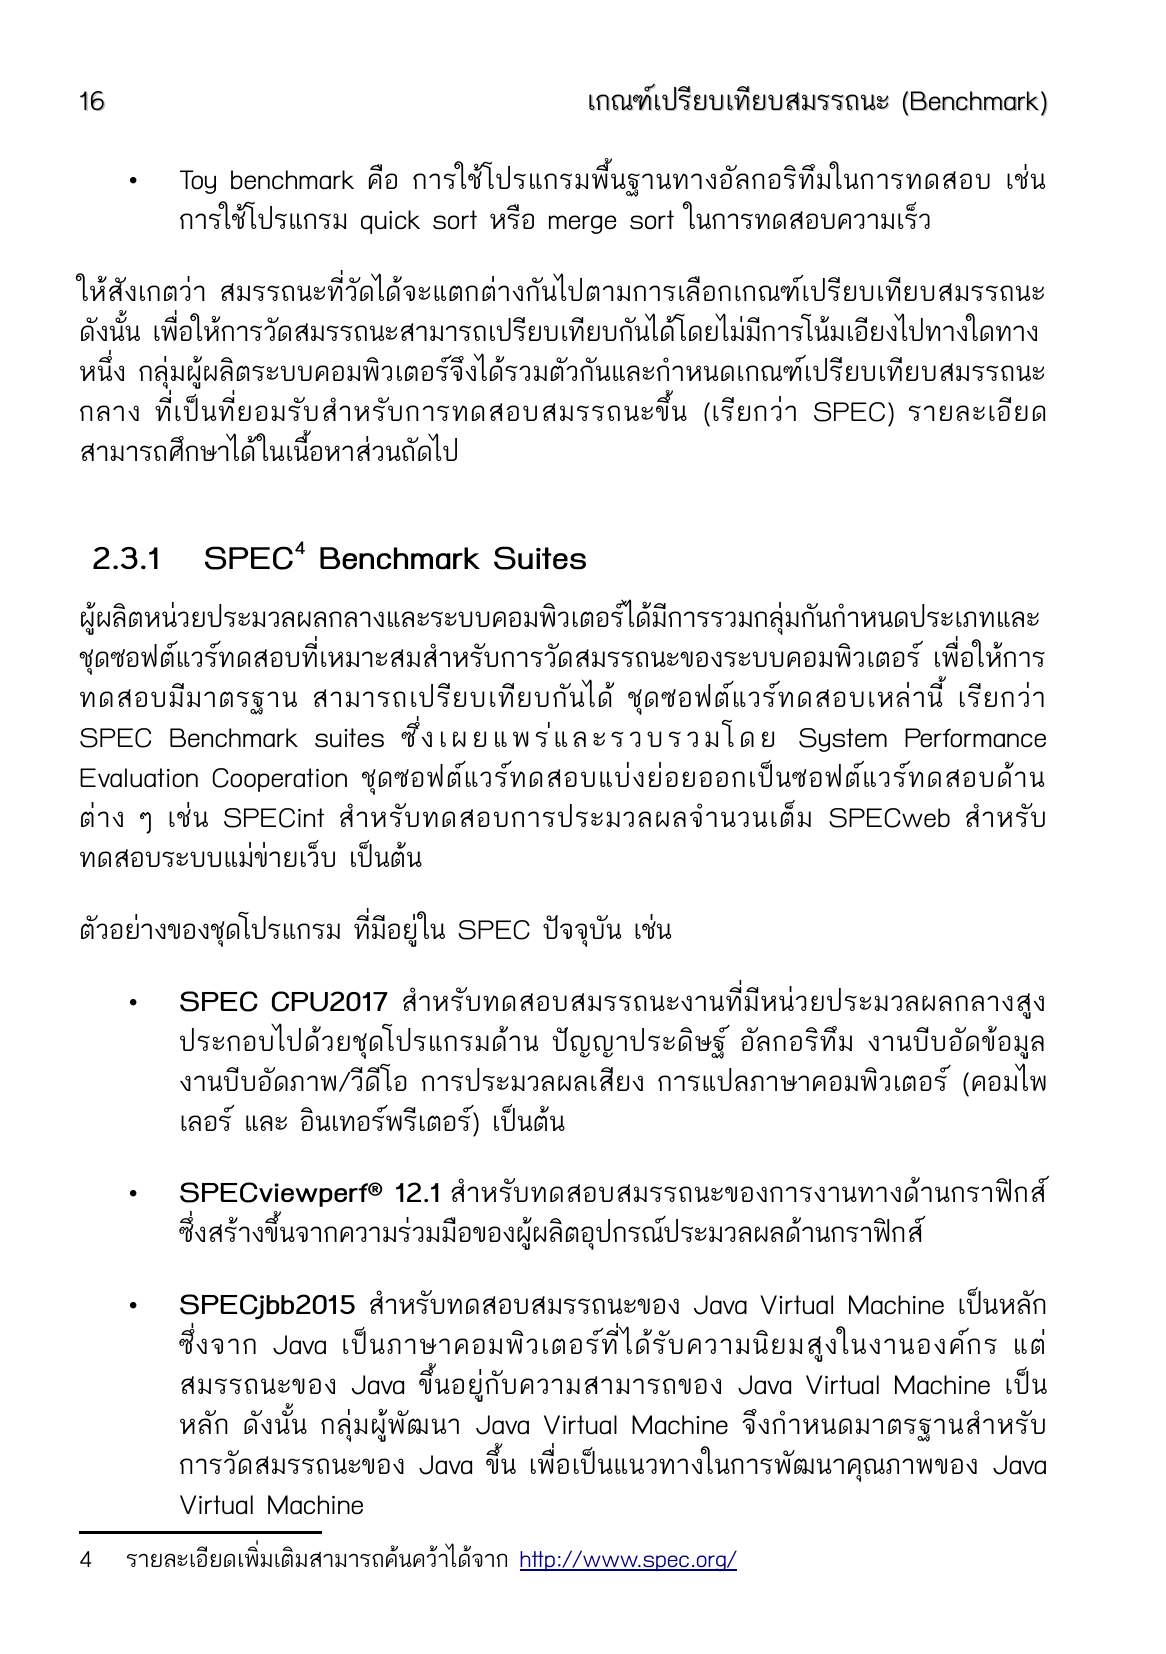 16 เกณฑ์เปรียบเทียบสมรรถนะ (Benchmark)
• Toy benchmark คือ การใช้โปรแกรมพื้นฐานทางอัลกอริทึมในการทดสอบ เช่น
การใช้โปรแกรม quick sort หรือ merge sort ในการทดสอบความเร็ว
ให้สังเกตว่า สมรรถนะที่วัดได้จะแตกต่างกันไปตามการเลือกเกณฑ์เปรียบเทียบสมรรถนะ
ดังนั้น เพื่อให้การวัดสมรรถนะสามารถเปรียบเทียบกันได้โดยไม่มีการโน้มเอียงไปทางใดทาง
หนึ่ง กลุ่มผู้ผลิตระบบคอมพิวเตอร์จึงได้รวมตัวกันและกำหนดเกณฑ์เปรียบเทียบสมรรถนะ
กลาง ที่เป็นที่ยอมรับสำหรับการทดสอบสมรรถนะขึ้น (เรียกว่า SPEC) รายละเอียด
สามารถศึกษาได้ในเนื้อหาส่วนถัดไป
2.3.1 SPEC4 Benchmark Suites
ผู้ผลิตหน่วยประมวลผลกลางและระบบคอมพิวเตอร์ได้มีการรวมกลุ่มกันกำหนดประเภทและ
ชุดซอฟต์แวร์ทดสอบที่เหมาะสมสำหรับการวัดสมรรถนะของระบบคอมพิวเตอร์ เพื่อให้การ
ทดสอบมีมาตรฐาน สามารถเปรียบเทียบกันได้ ชุดซอฟต์แวร์ทดสอบเหล่านี้ เรียกว่า
SPEC Benchmark suites ซึ่งเผยแพร่และรวบรวมโดย System Performance
Evaluation Cooperation ชุดซอฟต์แวร์ทดสอบแบ่งย่อยออกเป็นซอฟต์แวร์ทดสอบด้าน
ต่าง ๆ เช่น SPECint สำหรับทดสอบการประมวลผลจำนวนเต็ม SPECweb สำหรับ
ทดสอบระบบแม่ข่ายเว็บ เป็นต้น
ตัวอย่างของชุดโปรแกรม ที่มีอยู่ใน SPEC ปัจจุบัน เช่น
• SPEC CPU2017 สำหรับทดสอบสมรรถนะงานที่มีหน่วยประมวลผลกลางสูง
ประกอบไปด้วยชุดโปรแกรมด้าน ปัญญาประดิษฐ์ อัลกอริทึม งานบีบอัดข้อมูล
งานบีบอัดภาพ/วีดีโอ การประมวลผลเสียง การแปลภาษาคอมพิวเตอร์ (คอมไพ
เลอร์ และ อินเทอร์พรีเตอร์) เป็นต้น
• SPECviewperf® 12.1 สำหรับทดสอบสมรรถนะของการงานทางด้านกราฟิกส์
ซึ่งสร้างขึ้นจากความร่วมมือของผู้ผลิตอุปกรณ์ประมวลผลด้านกราฟิกส์
• SPECjbb2015 สำหรับทดสอบสมรรถนะของ Java Virtual Machine เป็นหลัก
ซึ่งจาก Java เป็นภาษาคอมพิวเตอร์ที่ได้รับความนิยมสูงในงานองค์กร แต่
สมรรถนะของ Java ขึ้นอยู่กับความสามารถของ Java Virtual Machine เป็น
หลัก ดังนั้น กลุ่มผู้พัฒนา Java Virtual Machine จึงกำหนดมาตรฐานสำหรับ
การวัดสมรรถนะของ Java ขึ้น เพื่อเป็นแนวทางในการพัฒนาคุณภาพของ Java
Virtual Machine
4 รายละเอียดเพิ่มเติมสามารถค้นคว้าได้จาก http://www.spec.org/